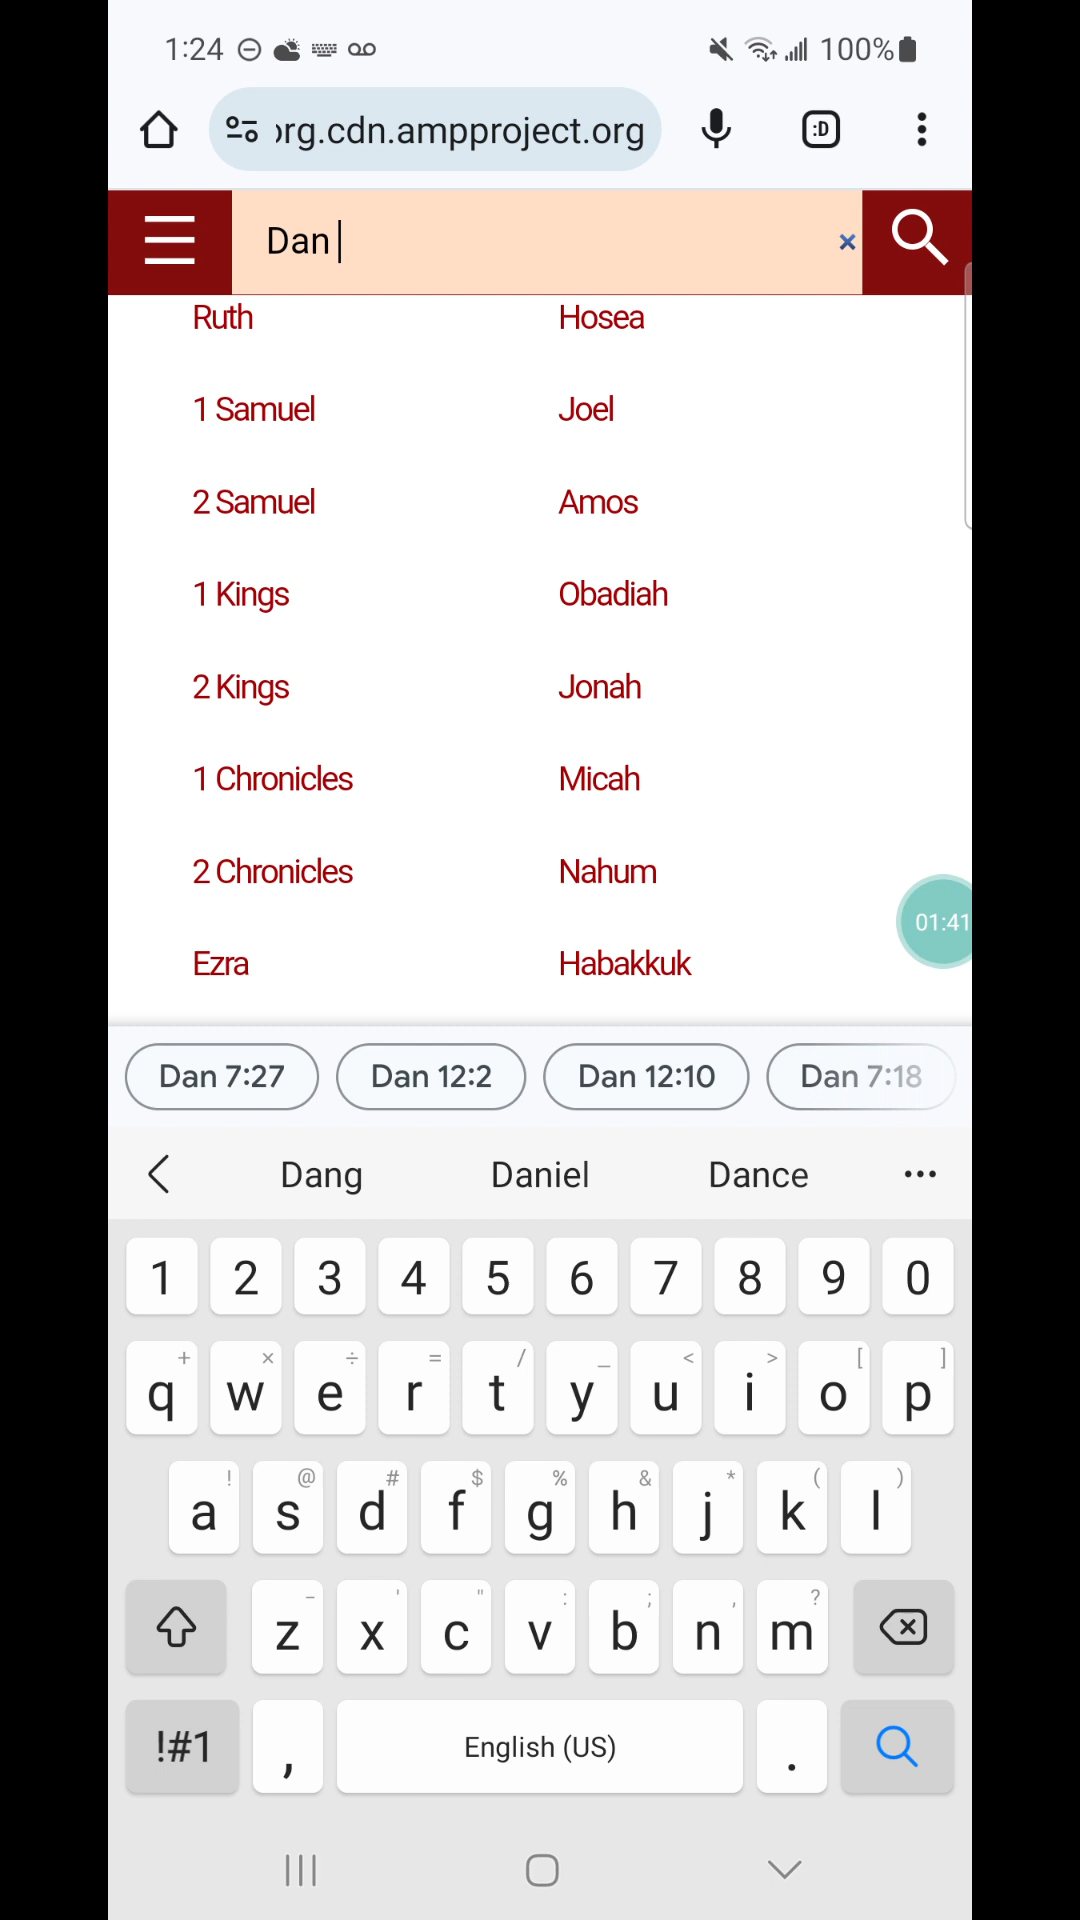 1:24 100%
org.cdn.ampproject.org :D
Dan ×
Ruth Hosea
1 Samuel Joel
2 Samuel Amos
1 Kings Obadiah
2 Kings Jonah
1 Chronicles Micah
2 Chronicles Nahum
01:41
Ezra Habakkuk
Dan 7:27 Dan 12:2 Dan 12:10 Dan 7:18
Dang Daniel Dance ...
1 2 3 4 5 6 7 8 9 0
+ × ÷ = / _ < > [ ]
q w e r t y u i o p
! @ # $ % & * ( )
a s d f g h j k l
- ' " : ; , ?
z x c v b n m
!#1 , English (US) .